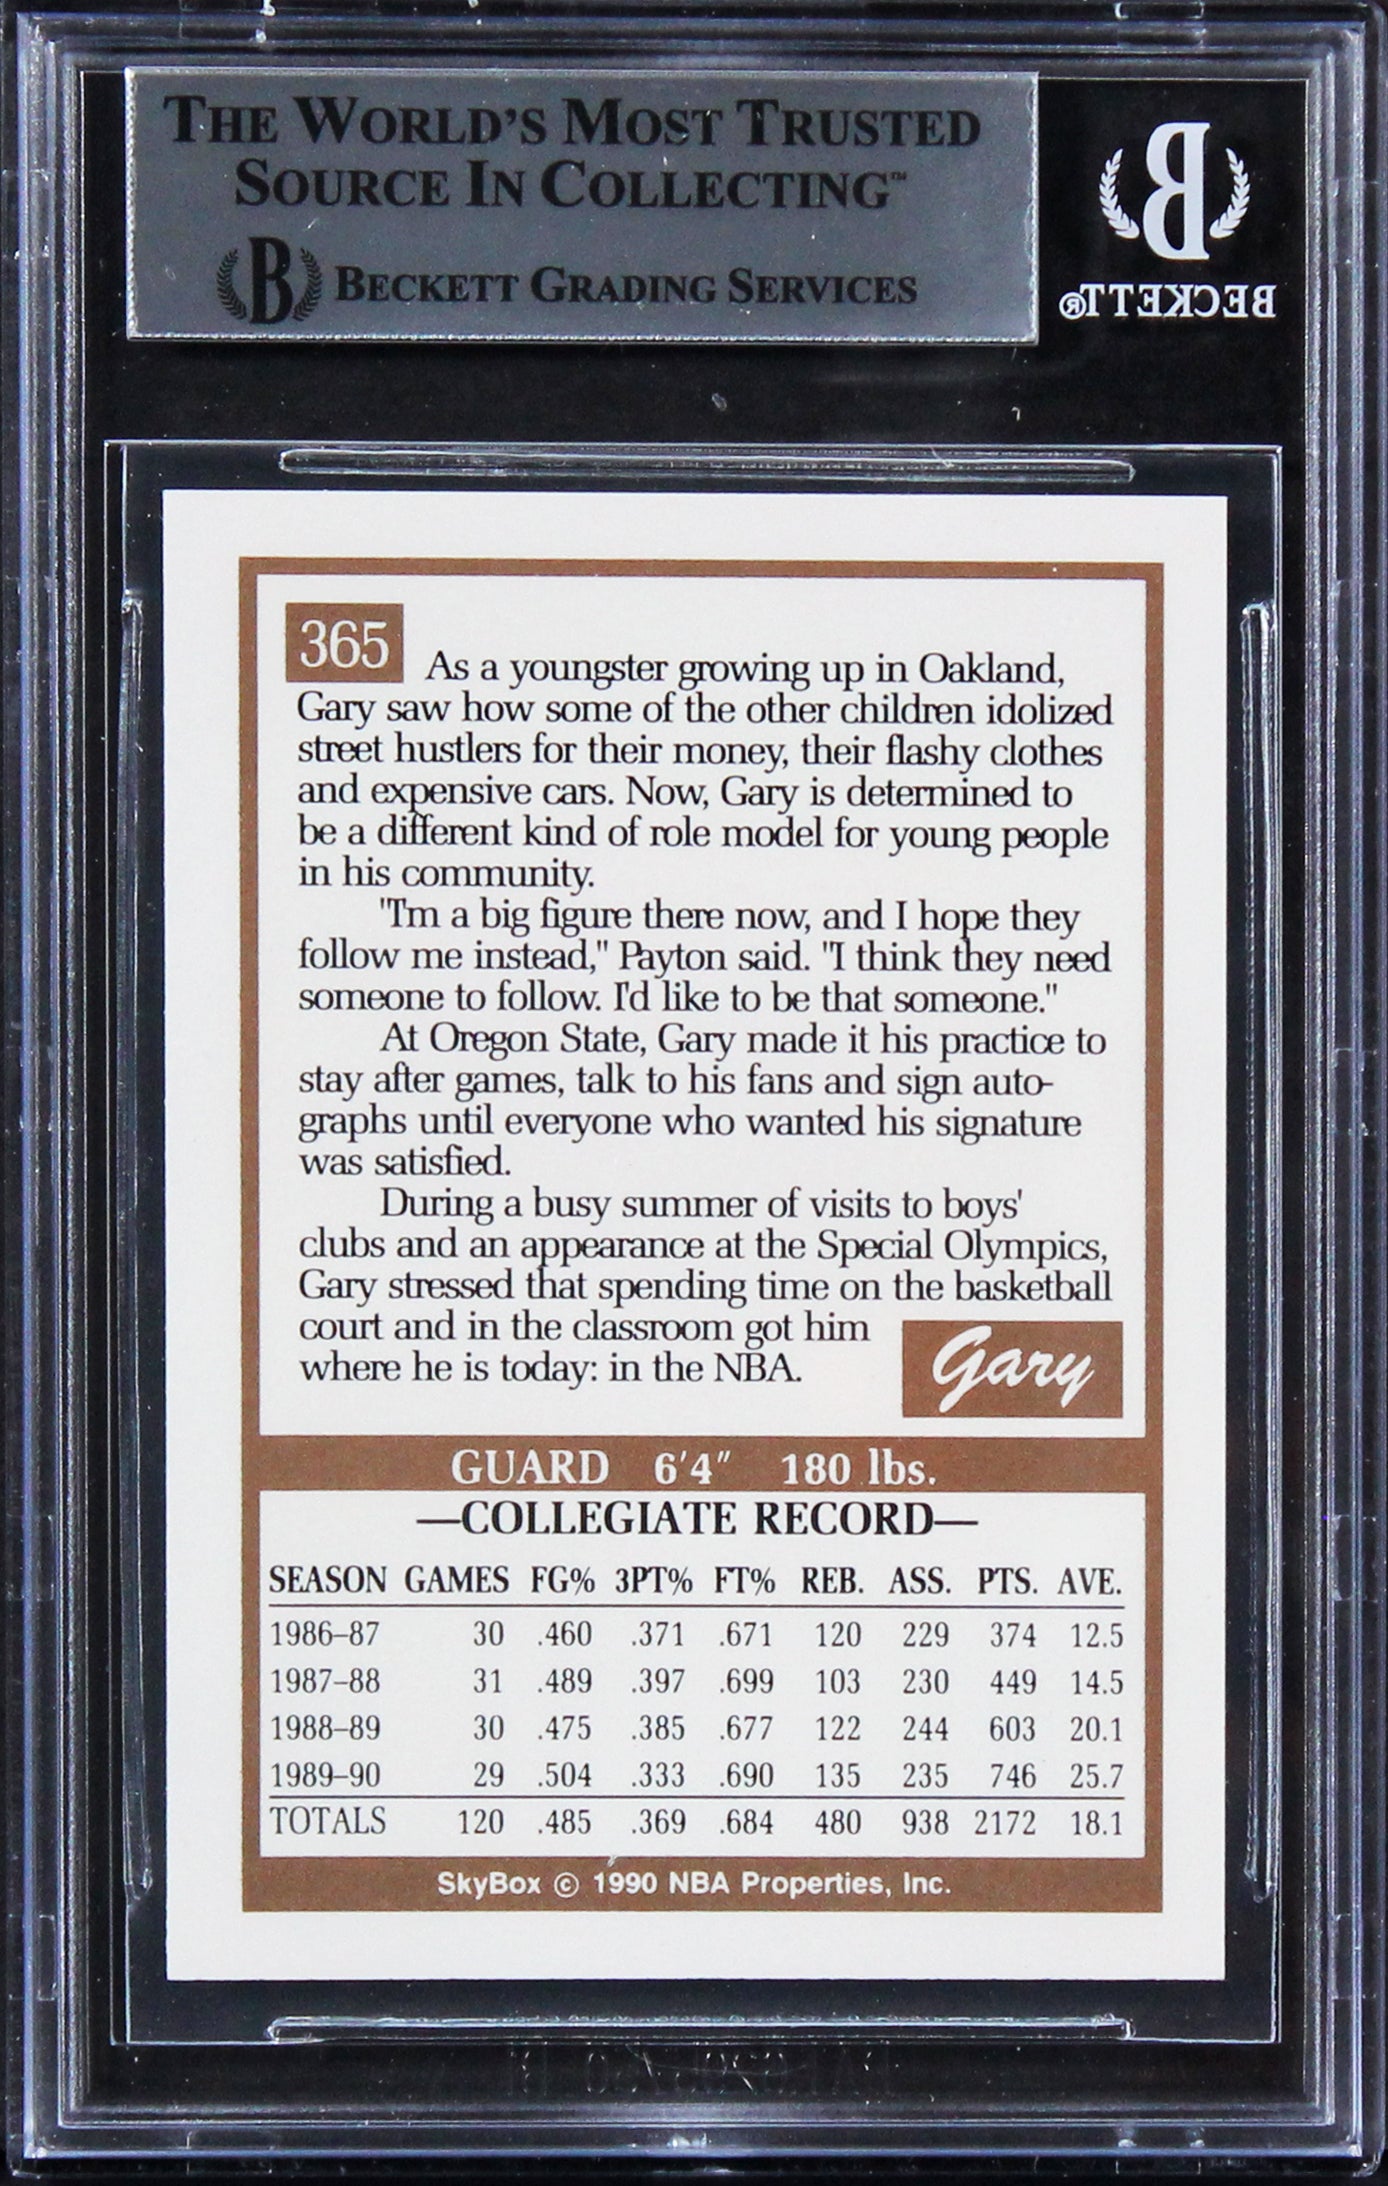 THE WORLD'S MOST TRUSTED
SOURCE IN COLLECTING™
B BECKETT GRADING SERVICES
B
BECKETT®
365
As a youngster growing up in Oakland,
Gary saw how some of the other children idolized
street hustlers for their money, their flashy clothes
and expensive cars. Now, Gary is determined to
be a different kind of role model for young people
in his community.
"I'm a big figure there now, and I hope they
follow me instead," Payton said. "I think they need
someone to follow. I'd like to be that someone."
At Oregon State, Gary made it his practice to
stay after games, talk to his fans and sign auto-
graphs until everyone who wanted his signature
was satisfied.
During a busy summer of visits to boys'
clubs and an appearance at the Special Olympics,
Gary stressed that spending time on the basketball
court and in the classroom got him
where he is today: in the NBA.
Gary
GUARD 6'4" 180 lbs.
—COLLEGIATE RECORD—
SEASON GAMES FG% 3PT% FT% REB. ASS. PTS. AVE.
1986–87 30 .460 .371 .671 120 229 374 12.5
1987–88 31 .489 .397 .699 103 230 449 14.5
1988–89 30 .475 .385 .677 122 244 603 20.1
1989–90 29 .504 .333 .690 135 235 746 25.7
TOTALS 120 .485 .369 .684 480 938 2172 18.1
SkyBox © 1990 NBA Properties, Inc.